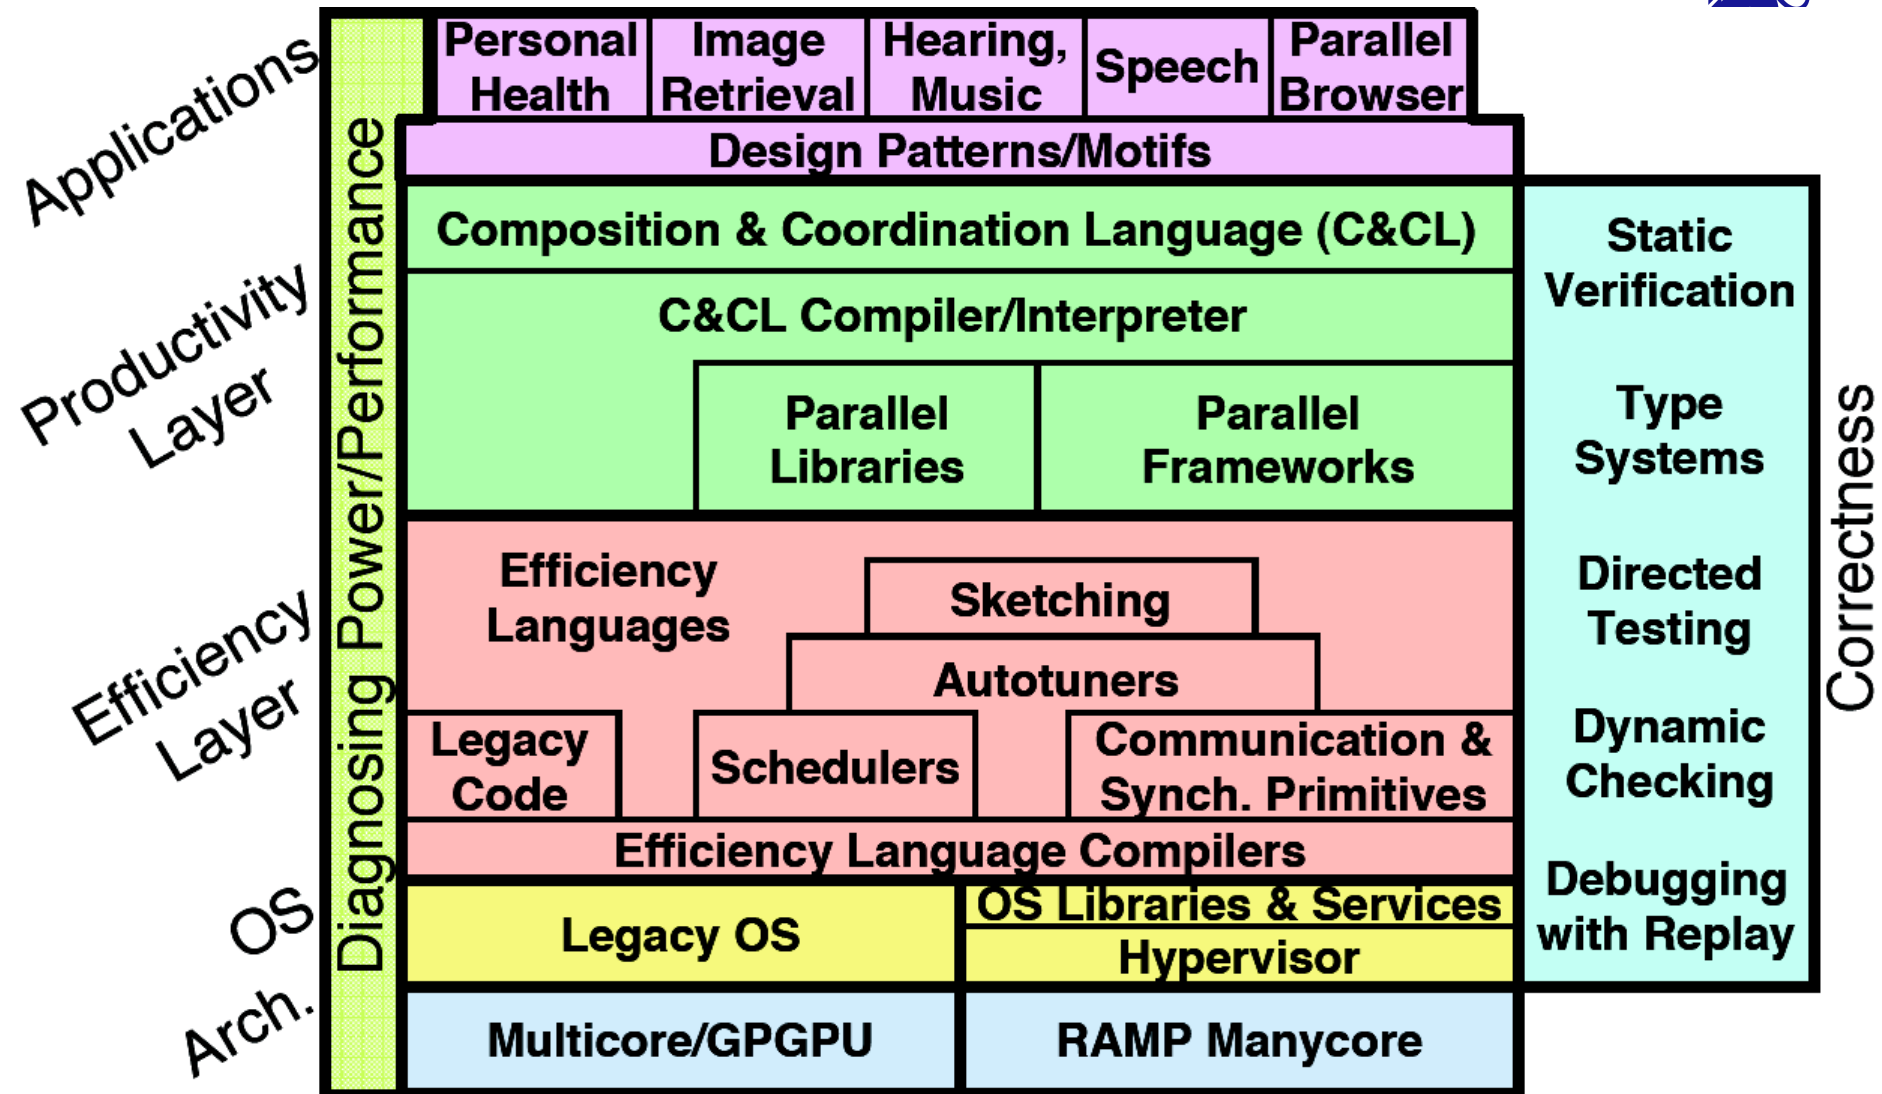 Applications
Productivity
Layer
Efficiency
Layer
OS
Arch.
Diagnosing Power/Performance
Personal
Health
Image
Retrieval
Hearing,
Music
Speech
Parallel
Browser
Design Patterns/Motifs
Composition & Coordination Language (C&CL)
C&CL Compiler/Interpreter
Parallel
Libraries
Parallel
Frameworks
Efficiency
Languages
Sketching
Autotuners
Legacy
Code
Schedulers
Communication &
Synch. Primitives
Efficiency Language Compilers
Legacy OS
OS Libraries & Services
Hypervisor
Multicore/GPGPU
RAMP Manycore
Static
Verification
Type
Systems
Directed
Testing
Dynamic
Checking
Debugging
with Replay
Correctness